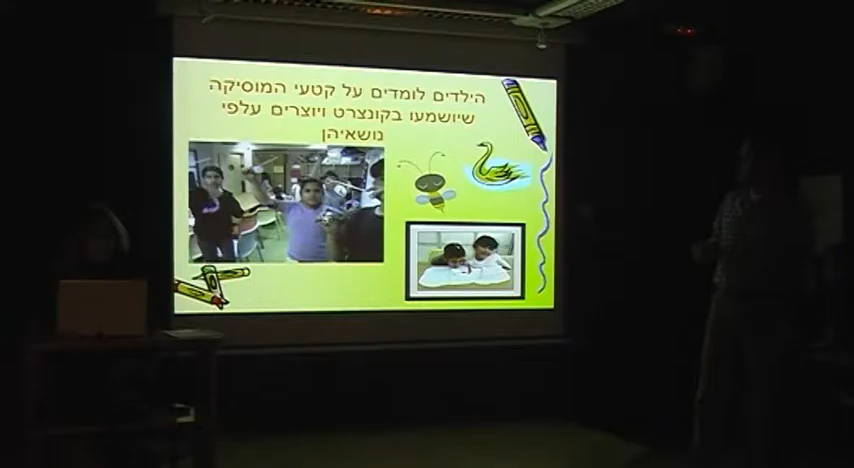 הילדים לומדים על קטעי המוסיקה
שיושמעו בקונצרט ויוצרים עלפי
נושאיהן